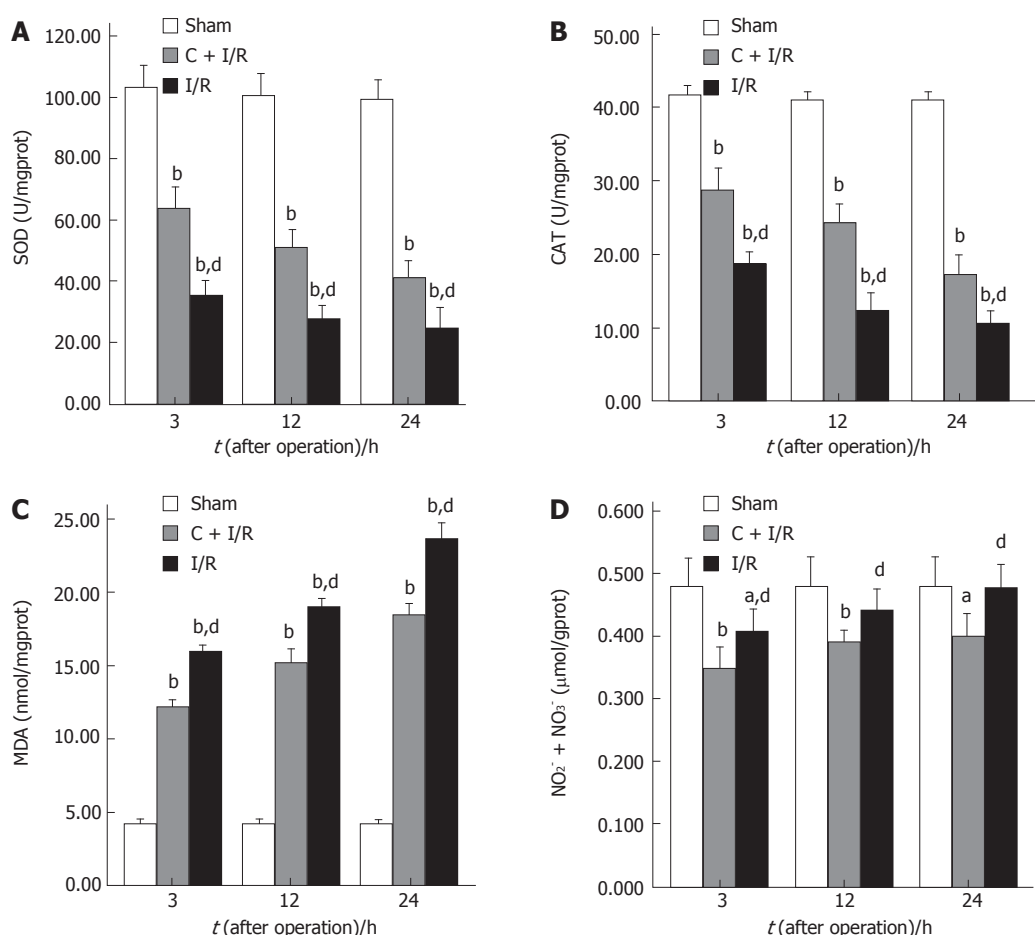 A
Sham
C + I/R
I/R
120.00
100.00
80.00
60.00
40.00
20.00
0.00
SOD (U/mgprot)
b
b,d
b
b,d
b
b,d
3
12
24
t (after operation)/h
B
Sham
C + I/R
I/R
50.00
40.00
30.00
20.00
10.00
0.00
CAT (U/mgprot)
b
b,d
b
b,d
b
b,d
3
12
24
t (after operation)/h
C
Sham
C + I/R
I/R
25.00
20.00
15.00
10.00
5.00
0.00
MDA (nmol/mgprot)
b
b,d
b
b,d
b
b,d
3
12
24
t (after operation)/h
D
Sham
C + I/R
I/R
0.600
0.500
0.400
0.300
0.200
0.100
0.000
NO₂⁻ + NO₃⁻ (μmol/gprot)
b
a,d
b
d
a
d
3
12
24
t (after operation)/h